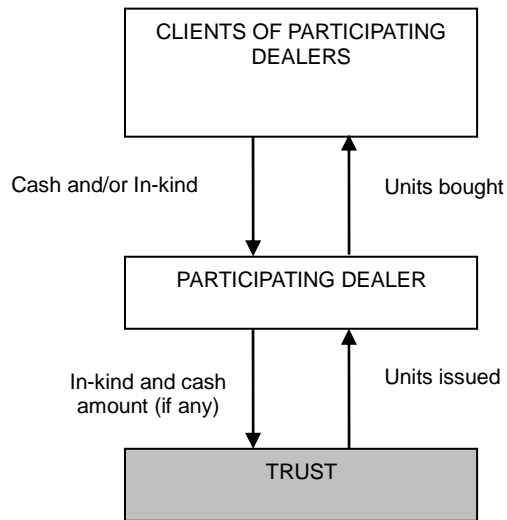 CLIENTS OF PARTICIPATING
DEALERS
Cash and/or In-kind
Units bought
PARTICIPATING DEALER
In-kind and cash
amount (if any)
Units issued
TRUST